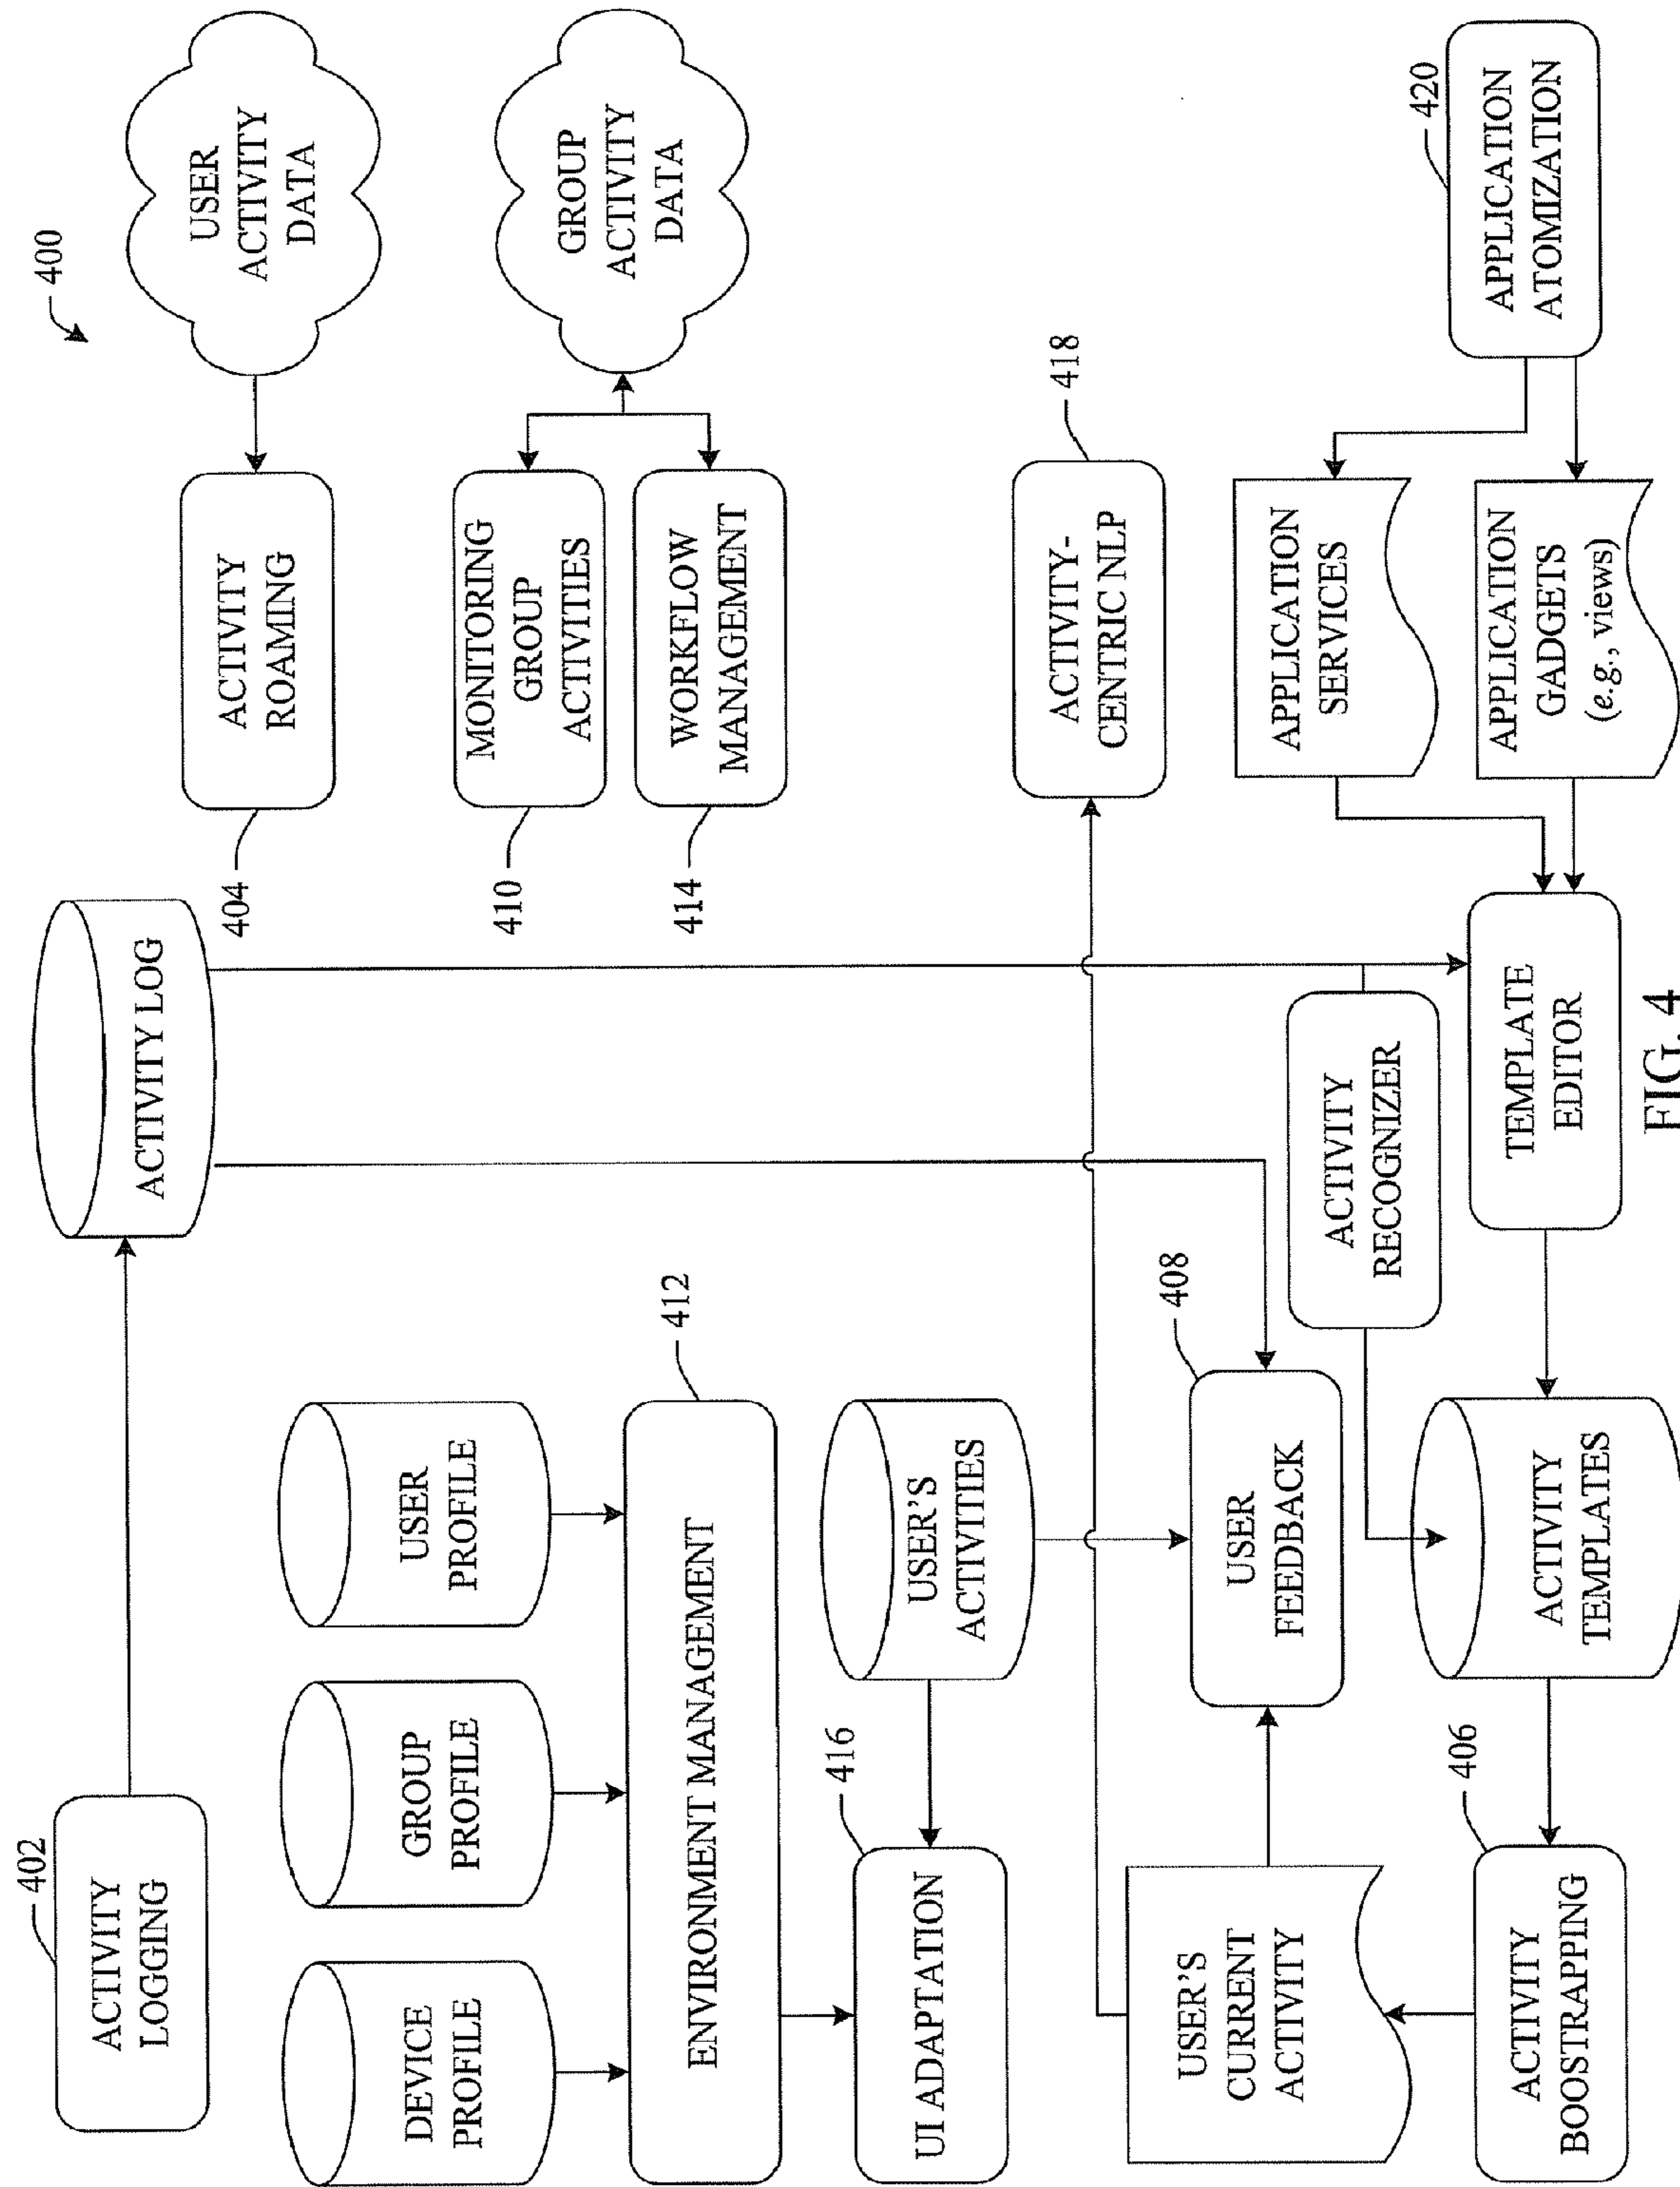 400
402
ACTIVITY
LOGGING
ACTIVITY LOG
404
ACTIVITY
ROAMING
USER
ACTIVITY
DATA
DEVICE
PROFILE
GROUP
PROFILE
USER
PROFILE
412
ENVIRONMENT MANAGEMENT
410
MONITORING
GROUP
ACTIVITIES
414
WORKFLOW
MANAGEMENT
GROUP
ACTIVITY
DATA
416
UI ADAPTATION
USER'S
ACTIVITIES
418
ACTIVITY-
CENTRIC NLP
USER'S
CURRENT
ACTIVITY
408
USER
FEEDBACK
ACTIVITY
RECOGNIZER
APPLICATION
SERVICES
420
APPLICATION
ATOMIZATION
406
ACTIVITY
BOOSTRAPPING
ACTIVITY
TEMPLATES
TEMPLATE
EDITOR
APPLICATION
GADGETS
(e.g., views)
FIG. 4